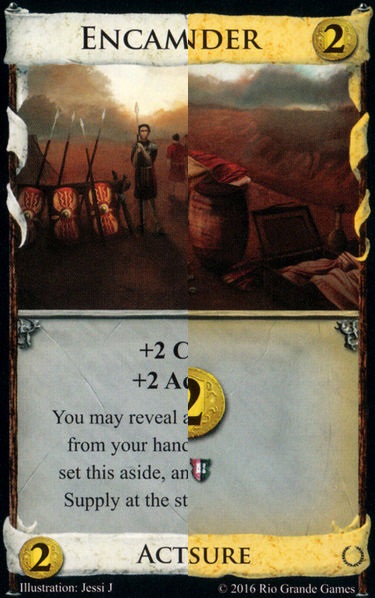 ENCAMNDER 2
+2 C
+2 Ac
2
You may reveal a
from your hand
set this aside, an
Supply at the st
2 ACTSURE
Illustration: Jessi J © 2016 Rio Grande Games